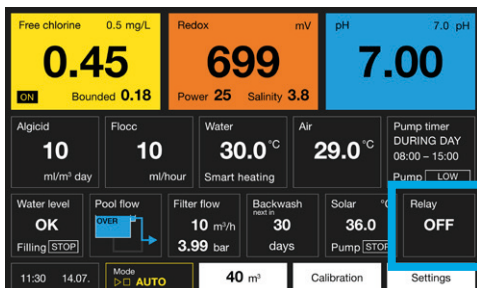 Free chlorine 0.5 mg/L
0.45
ON Bounded 0.18
Redox mV
699
Power 25 Salinity 3.8
pH 7.0 pH
7.00
Algicid
10
ml/m³ day
Flocc
10
ml/hour
Water
30.0°C
Smart heating
Air
29.0°C
Pump timer
DURING DAY
08:00 – 15:00
Pump LOW
Water level
OK
Filling STOP
Pool flow
OVER
Filter flow
10 m³/h
3.99 bar
Backwash
next in
30
days
Solar
36.0
Pump
Relay
OFF
11:30 14.07.
Mode
AUTO
40 m³
Calibration
Settings